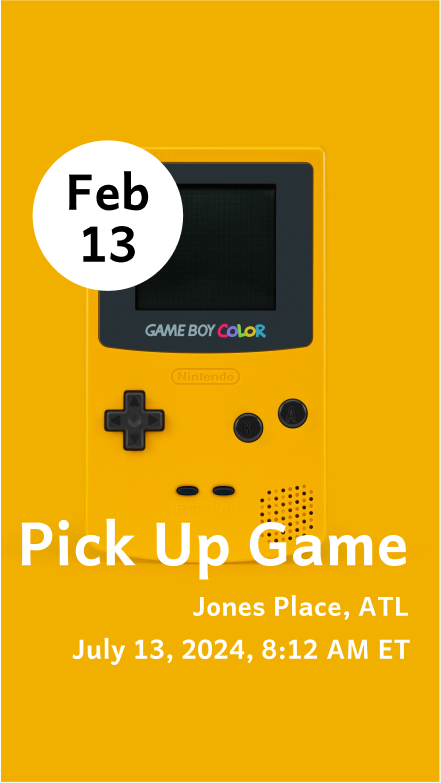 Feb
13
GAME BOY COLOR
Nintendo
B
A
Pick Up Game
Jones Place, ATL
July 13, 2024, 8:12 AM ET